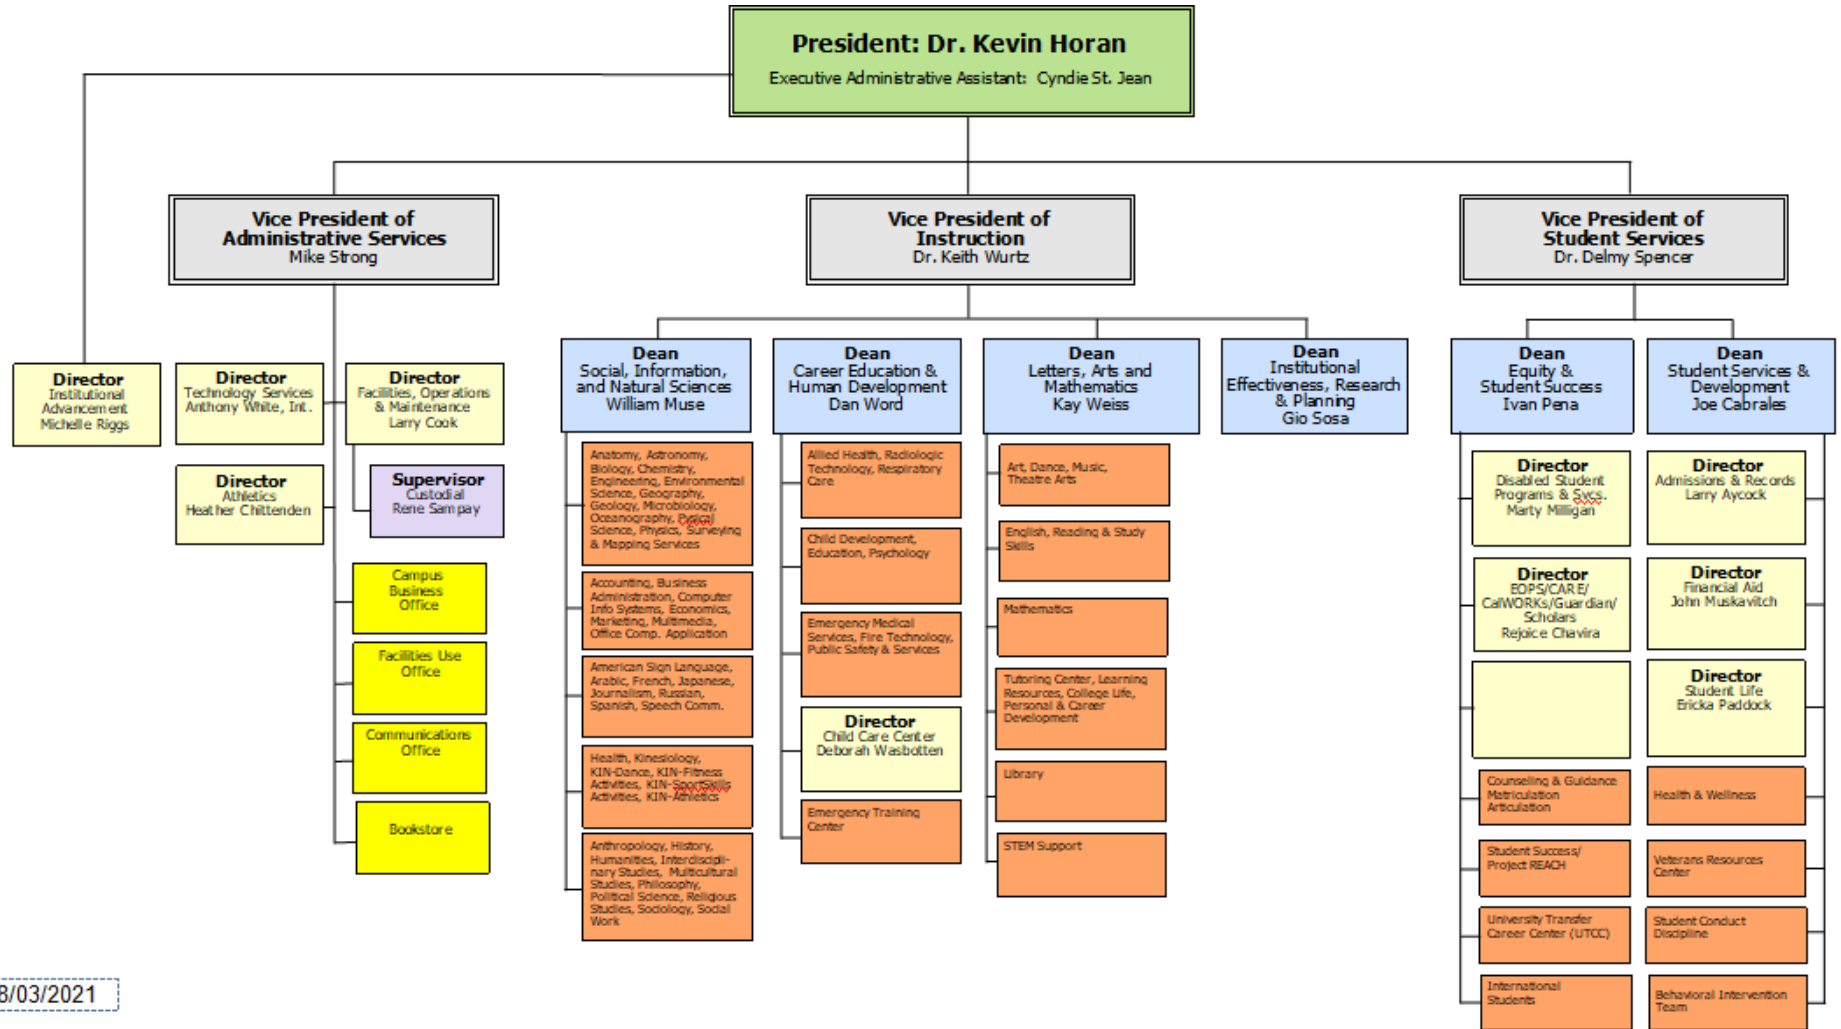 President: Dr. Kevin Horan
Executive Administrative Assistant: Cyndie St. Jean
Vice President of
Administrative Services
Mike Strong
Vice President of
Instruction
Dr. Keith Wurtz
Vice President of
Student Services
Dr. Delmy Spencer
Director
Institutional
Advancement
Michelle Riggs
Director
Technology Services
Anthony White, Int.
Director
Facilities, Operations
& Maintenance
Larry Cook
Director
Athletics
Heather Chittenden
Supervisor
Custodial
Rene Sampay
Campus
Business
Office
Facilities Use
Office
Communications
Office
Bookstore
Dean
Social, Information,
and Natural Sciences
William Muse
Anatomy, Astronomy,
Biology, Chemistry,
Engineering, Environmental
Science, Geography,
Geology, Microbiology,
Oceanography, Pysical
Science, Physics, Surveying
& Mapping Services
Accounting, Business
Administration, Computer
Info Systems, Economics,
Marketing, Multimedia,
Office Comp. Application
American Sign Language,
Arabic, French, Japanese,
Journalism, Russian,
Spanish, Speech Comm.
Health, Kinesiology,
KIN-Dance, KIN-Fitness
Activities, KIN-SportSkills
Activities, KIN-Athletics
Anthropology, History,
Humanities, Interdiscipli-
nary Studies, Multicultural
Studies, Philosophy,
Political Science, Religious
Studies, Sociology, Social
Work
Dean
Career Education &
Human Development
Dan Word
Allied Health, Radiologic
Technology, Respiratory
Care
Child Development,
Education, Psychology
Emergency Medical
Services, Fire Technology,
Public Safety & Services
Director
Child Care Center
Deborah Wasbotten
Emergency Training
Center
Dean
Letters, Arts and
Mathematics
Kay Weiss
Art, Dance, Music,
Theatre Arts
English, Reading & Study
Skills
Mathematics
Tutoring Center, Learning
Resources, College Life,
Personal & Career
Development
Library
STEM Support
Dean
Institutional
Effectiveness, Research
& Planning
Gio Sosa
Dean
Equity &
Student Success
Ivan Pena
Director
Disabled Student
Programs & Svcs.
Marty Milligan
Director
EOPS/CARE/
CalWORKs/Guardian/
Scholars
Rejoice Chavira
Counseling & Guidance
Matriculation
Articulation
Student Success/
Project REACH
University Transfer
Career Center (UTCC)
International
Students
Dean
Student Services &
Development
Joe Cabrales
Director
Admissions & Records
Larry Aycock
Director
Financial Aid
John Muskavitch
Director
Student Life
Ericka Paddock
Health & Wellness
Veterans Resources
Center
Student Conduct
Discipline
Behavioral Intervention
Team
8/03/2021